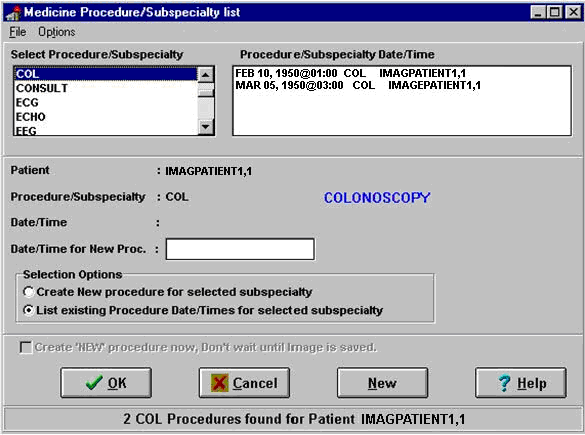 Medicine Procedure/Subspecialty list
File Options
Select Procedure/Subspecialty
Procedure/Subspecialty Date/Time
COL
CONSULT
ECG
ECHO
EEG
FEB 10, 1950@01:00 COL IMAGPATIENT1,1
MAR 05, 1950@03:00 COL IMAGEPATIENT1,1
Patient : IMAGPATIENT1,1
Procedure/Subspecialty : COL COLONOSCOPY
Date/Time :
Date/Time for New Proc. :
Selection Options
Create New procedure for selected subspecialty
List existing Procedure Date/Times for selected subspecialty
Create 'NEW' procedure now, Don't wait until Image is saved.
OK Cancel New ? Help
2 COL Procedures found for Patient IMAGPATIENT1,1